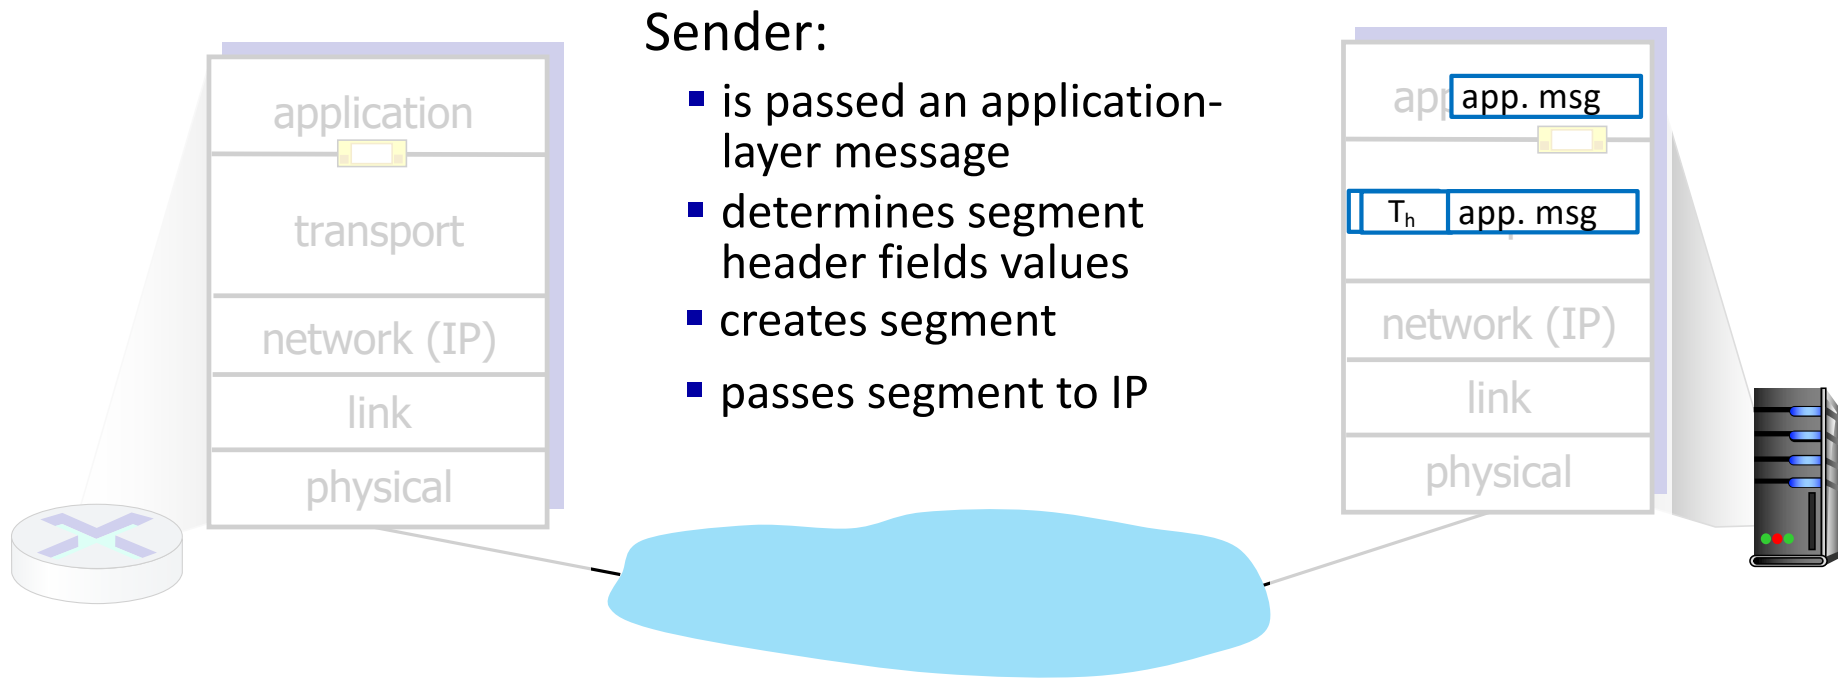 application
transport
network (IP)
link
physical
Sender:
is passed an application-
layer message
determines segment
header fields values
creates segment
passes segment to IP
app. msg
Th app. msg
network (IP)
link
physical